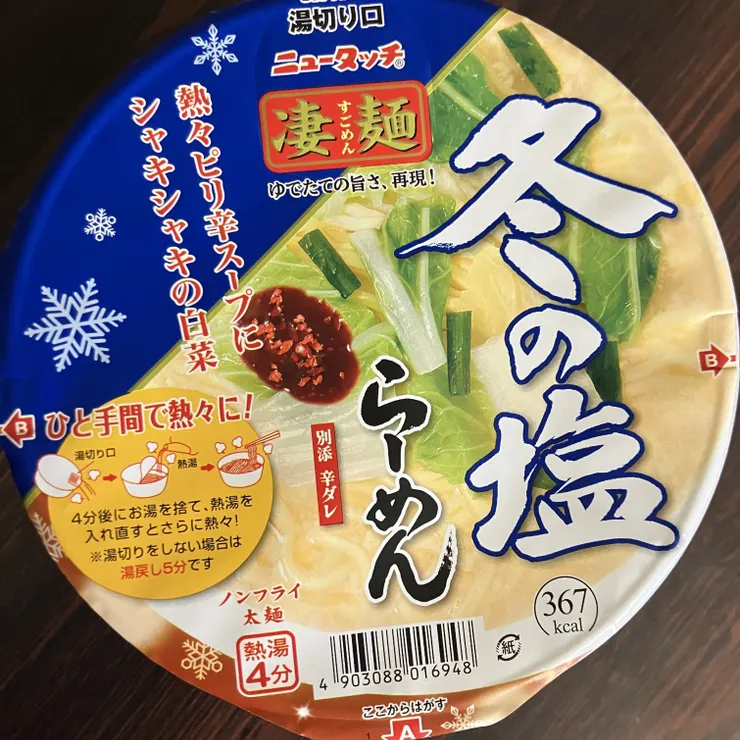 湯切り口
ニュータッチ®
凄麺
すごめん
ゆでたての旨さ、再現！
熱々ピリ辛スープに
シャキシャキの白菜
冬の塩
らーめん
別添 辛ダレ
B ひと手間で熱々に！
湯切り口
熱湯
4分後にお湯を捨て、熱湯を
入れ直すとさらに熱々！
※湯切りをしない場合は
湯戻し5分です
B
ノンフライ
太麺
熱湯
4分
4 903088 016948
紙
367
kcal
ここからはがす
1
A